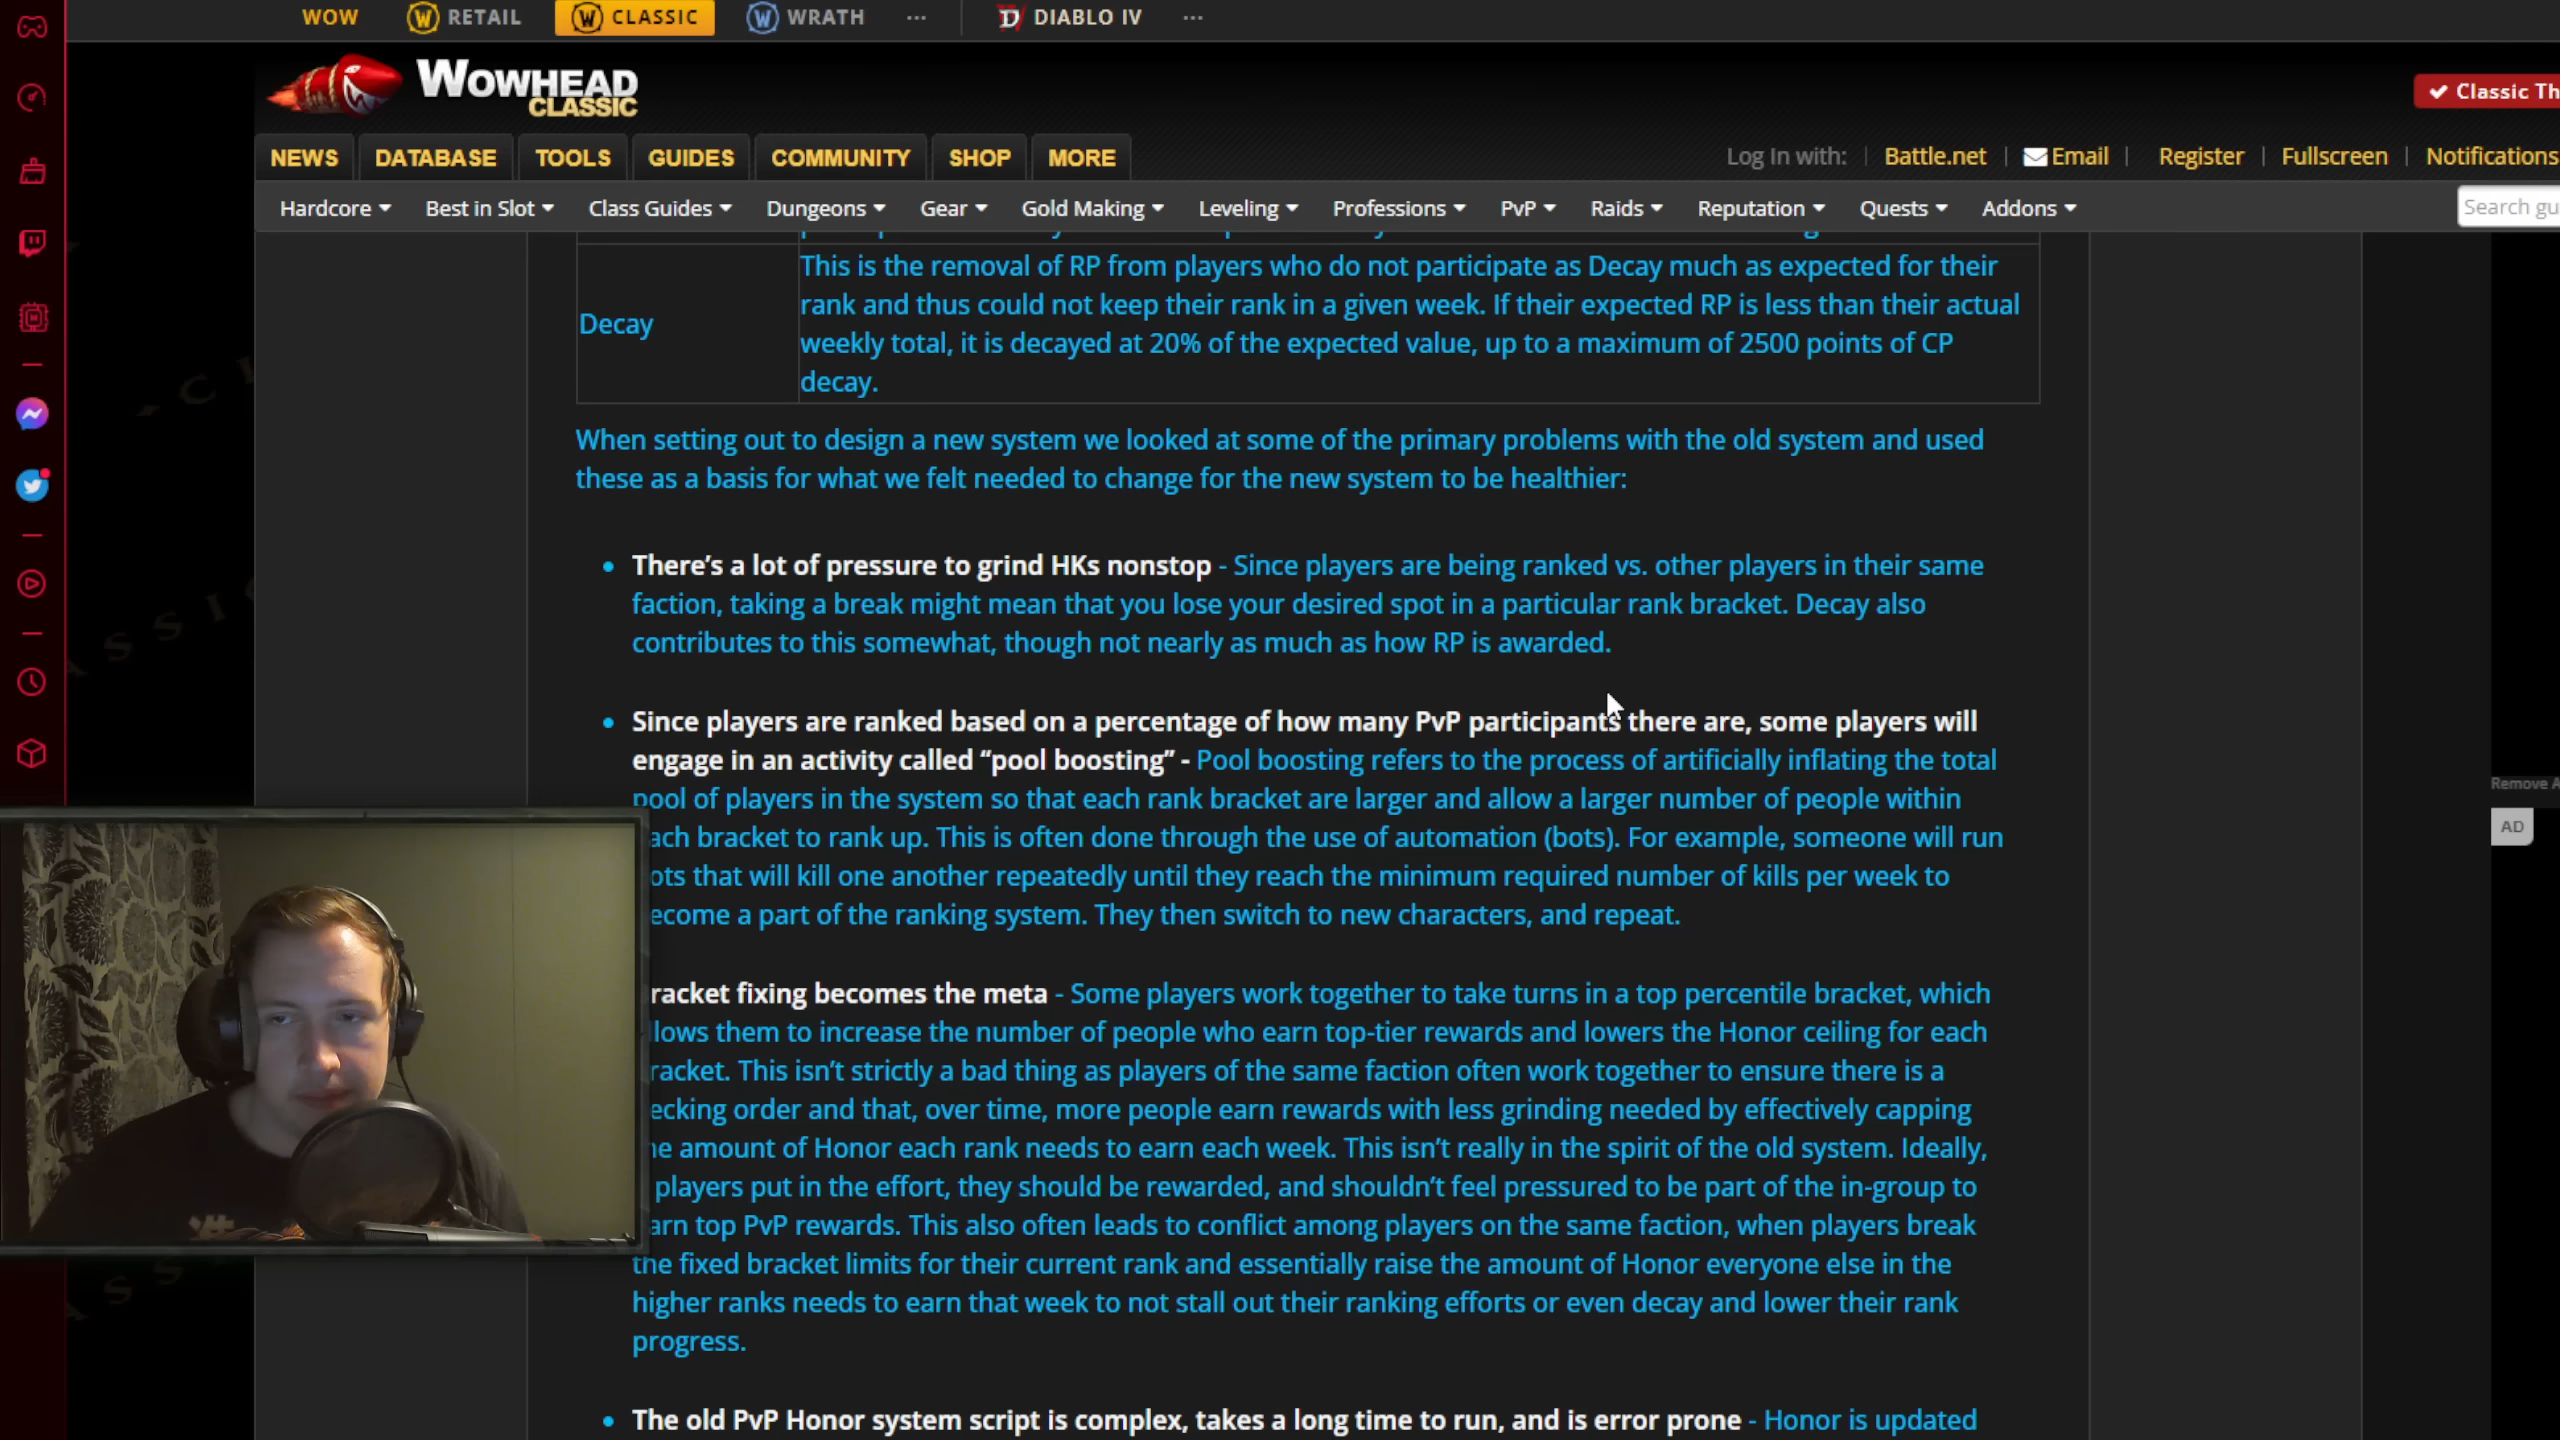 WOW RETAIL CLASSIC WRATH ... DIABLO IV ...
WOWHEAD
CLASSIC
Classic Th
NEWS DATABASE TOOLS GUIDES COMMUNITY SHOP MORE
Log In with: | Battle.net | Email | Register | Fullscreen | Notifications
Hardcore Best in Slot Class Guides Dungeons Gear Gold Making Leveling Professions PvP Raids Reputation Quests Addons Search gu
Decay
This is the removal of RP from players who do not participate as Decay much as expected for their
rank and thus could not keep their rank in a given week. If their expected RP is less than their actual
weekly total, it is decayed at 20% of the expected value, up to a maximum of 2500 points of CP
decay.
When setting out to design a new system we looked at some of the primary problems with the old system and used
these as a basis for what we felt needed to change for the new system to be healthier:
• There's a lot of pressure to grind HKs nonstop - Since players are being ranked vs. other players in their same
faction, taking a break might mean that you lose your desired spot in a particular rank bracket. Decay also
contributes to this somewhat, though not nearly as much as how RP is awarded.
• Since players are ranked based on a percentage of how many PvP participants there are, some players will
engage in an activity called “pool boosting” - Pool boosting refers to the process of artificially inflating the total
pool of players in the system so that each rank bracket are larger and allow a larger number of people within
ach bracket to rank up. This is often done through the use of automation (bots). For example, someone will run
ots that will kill one another repeatedly until they reach the minimum required number of kills per week to
ecome a part of the ranking system. They then switch to new characters, and repeat.
racket fixing becomes the meta - Some players work together to take turns in a top percentile bracket, which
llows them to increase the number of people who earn top-tier rewards and lowers the Honor ceiling for each
racket. This isn't strictly a bad thing as players of the same faction often work together to ensure there is a
ecking order and that, over time, more people earn rewards with less grinding needed by effectively capping
he amount of Honor each rank needs to earn each week. This isn't really in the spirit of the old system. Ideally,
players put in the effort, they should be rewarded, and shouldn't feel pressured to be part of the in-group to
arn top PvP rewards. This also often leads to conflict among players on the same faction, when players break
the fixed bracket limits for their current rank and essentially raise the amount of Honor everyone else in the
higher ranks needs to earn that week to not stall out their ranking efforts or even decay and lower their rank
progress.
• The old PvP Honor system script is complex, takes a long time to run, and is error prone - Honor is updated
Remove A
AD